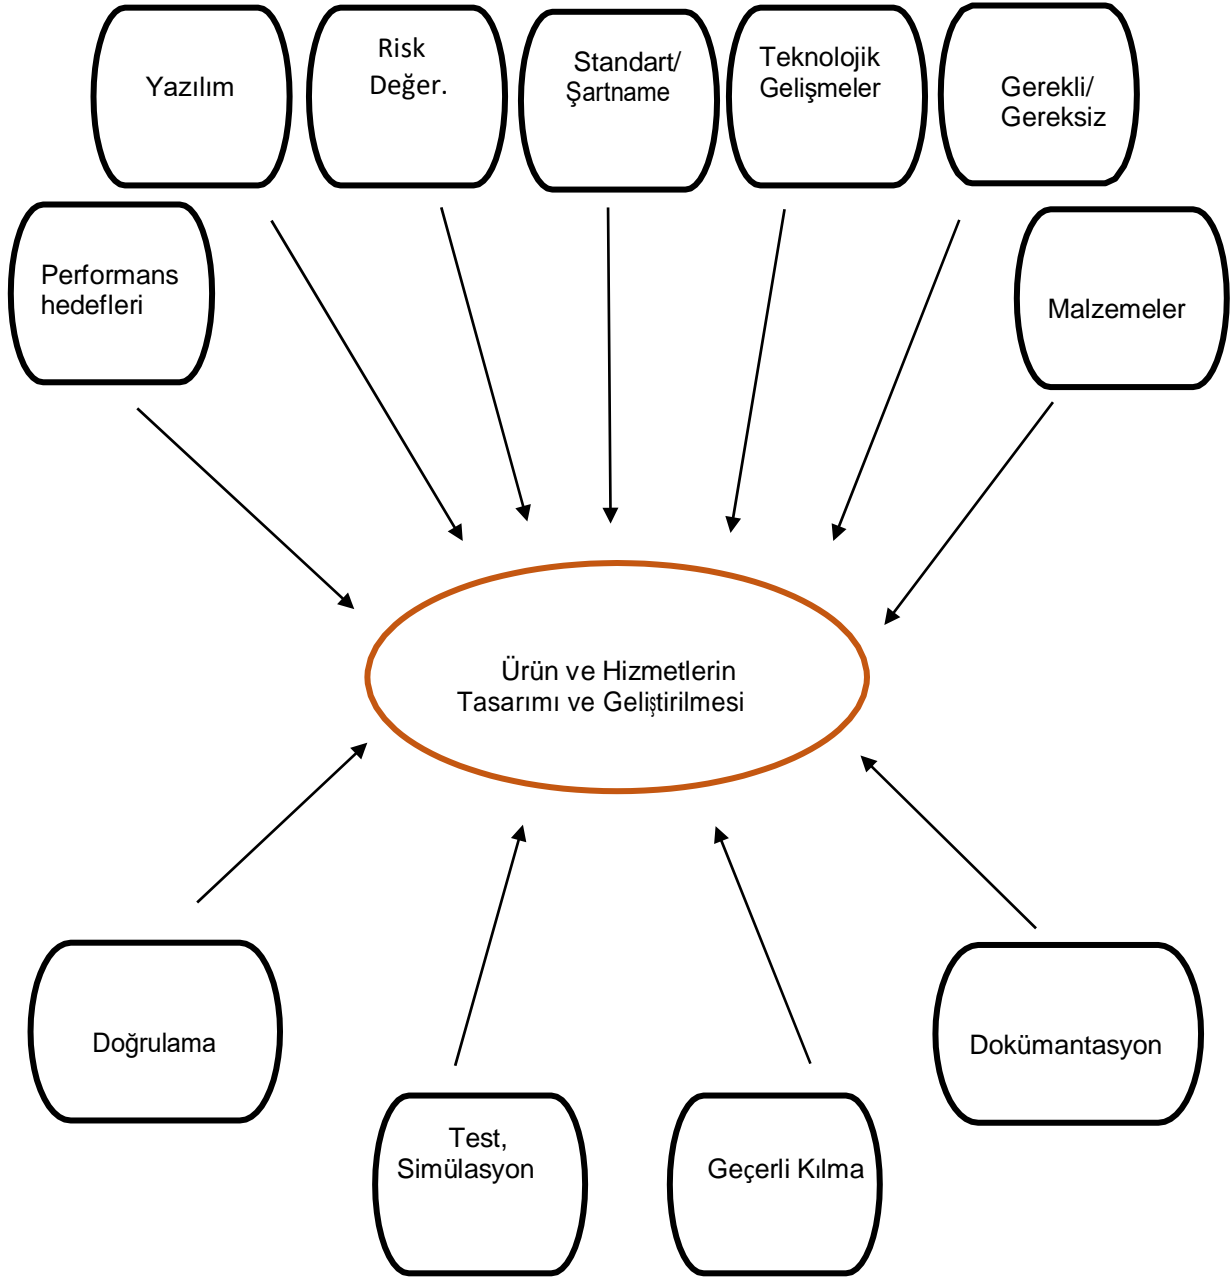 Yazılım
Risk
Değer.
Standart/
Şartname
Teknolojik
Gelişmeler
Gerekli/
Gereksiz
Performans
hedefleri
Malzemeler
Ürün ve Hizmetlerin
Tasarımı ve Geliştirilmesi
Doğrulama
Test,
Simülasyon
Geçerli Kılma
Dokümantasyon